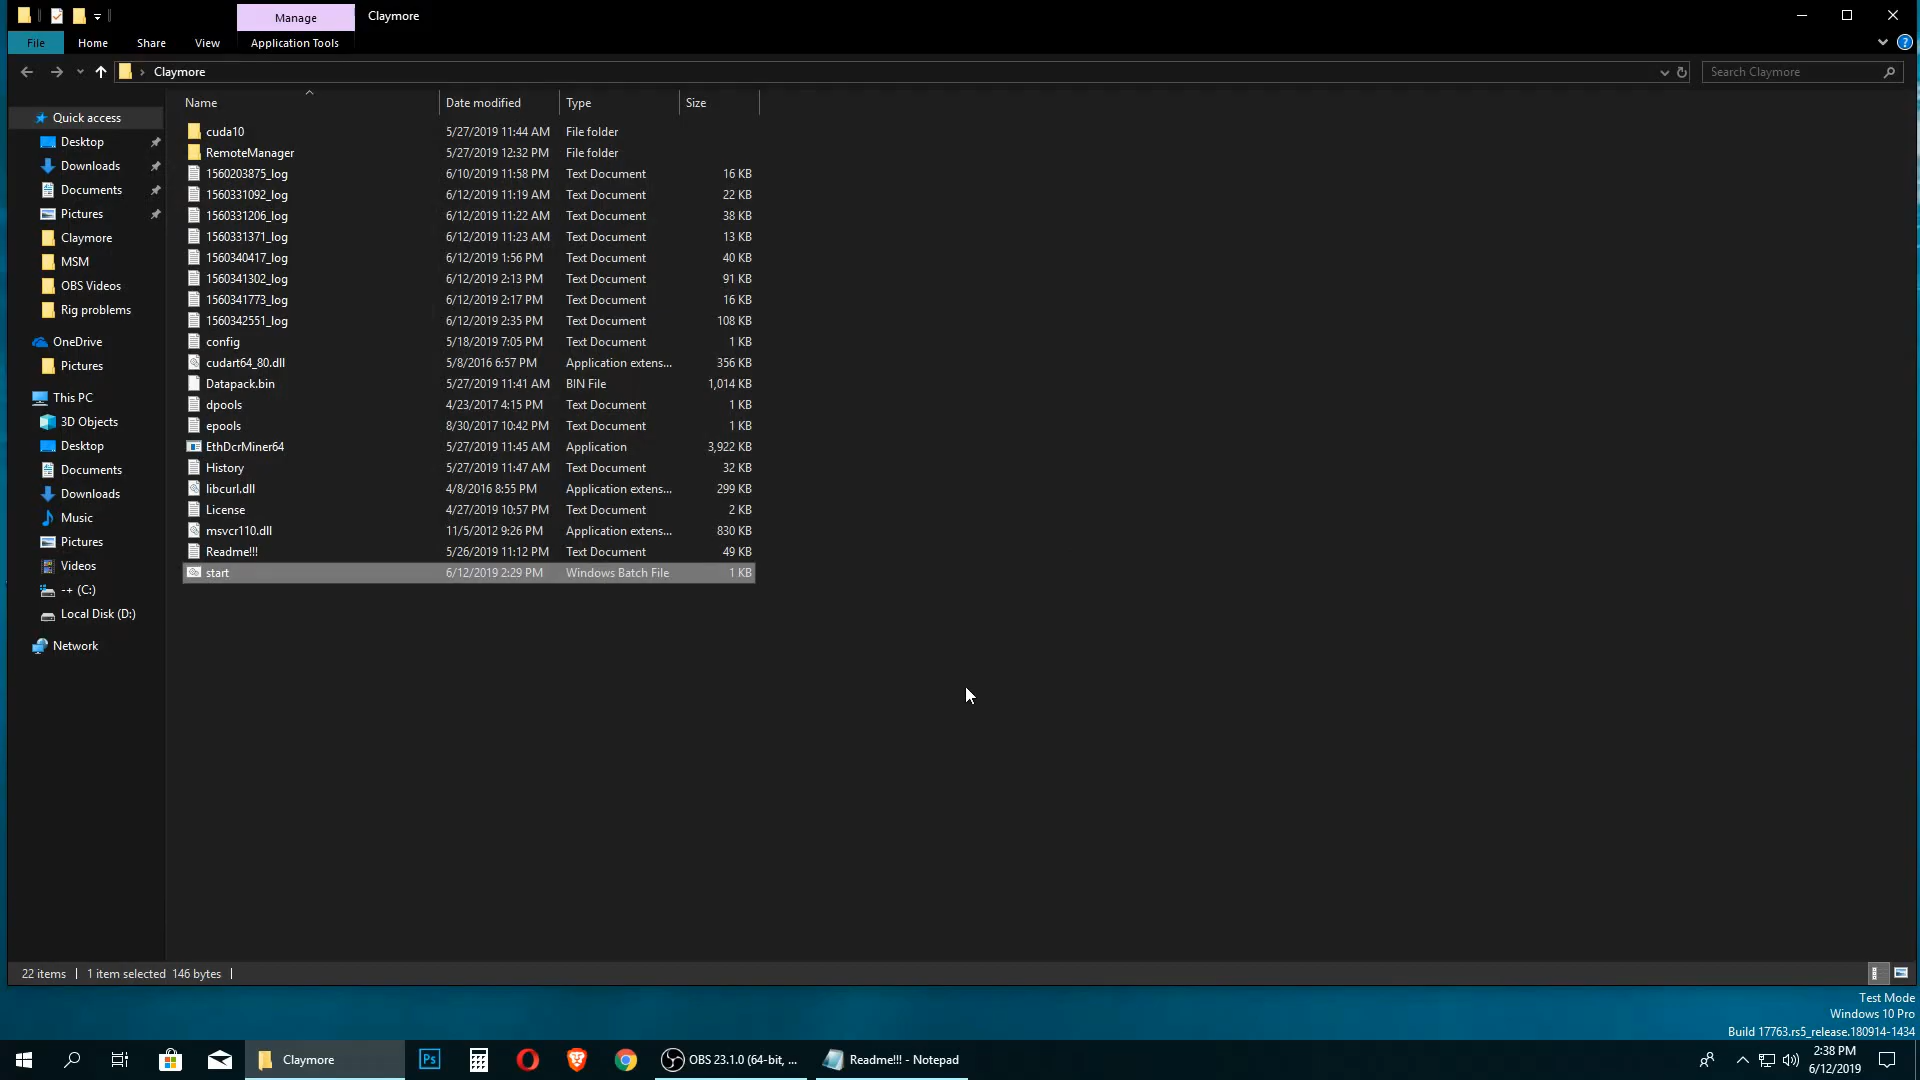 Manage
Claymore
File
Home
Share
View
Application Tools
Claymore
Search Claymore
Name
Date modified
Type
Size
Quick access
Desktop
Downloads
Documents
Pictures
Claymore
MSM
OBS Videos
Rig problems
OneDrive
Pictures
This PC
3D Objects
Desktop
Documents
Downloads
Music
Pictures
Videos
-+ (C:)
Local Disk (D:)
Network
cuda10 5/27/2019 11:44 AM File folder
RemoteManager 5/27/2019 12:32 PM File folder
1560203875_log 6/10/2019 11:58 PM Text Document 16 KB
1560331092_log 6/12/2019 11:19 AM Text Document 22 KB
1560331206_log 6/12/2019 11:22 AM Text Document 38 KB
1560331371_log 6/12/2019 11:23 AM Text Document 13 KB
1560340417_log 6/12/2019 1:56 PM Text Document 40 KB
1560341302_log 6/12/2019 2:13 PM Text Document 91 KB
1560341773_log 6/12/2019 2:17 PM Text Document 16 KB
1560342551_log 6/12/2019 2:35 PM Text Document 108 KB
config 5/18/2019 7:05 PM Text Document 1 KB
cudart64_80.dll 5/8/2016 6:57 PM Application extens... 356 KB
Datapack.bin 5/27/2019 11:41 AM BIN File 1,014 KB
dpools 4/23/2017 4:15 PM Text Document 1 KB
epools 8/30/2017 10:42 PM Text Document 1 KB
EthDcrMiner64 5/27/2019 11:45 AM Application 3,922 KB
History 5/27/2019 11:47 AM Text Document 32 KB
libcurl.dll 4/8/2016 8:55 PM Application extens... 299 KB
License 4/27/2019 10:57 PM Text Document 2 KB
msvcr110.dll 11/5/2012 9:26 PM Application extens... 830 KB
Readme!!! 5/26/2019 11:12 PM Text Document 49 KB
start 6/12/2019 2:29 PM Windows Batch File 1 KB
22 items 1 item selected 146 bytes
Test Mode
Windows 10 Pro
Build 17763.rs5_release.180914-1434
Claymore
Ps
OBS 23.1.0 (64-bit, ...
Readme!!! - Notepad
2:38 PM
6/12/2019